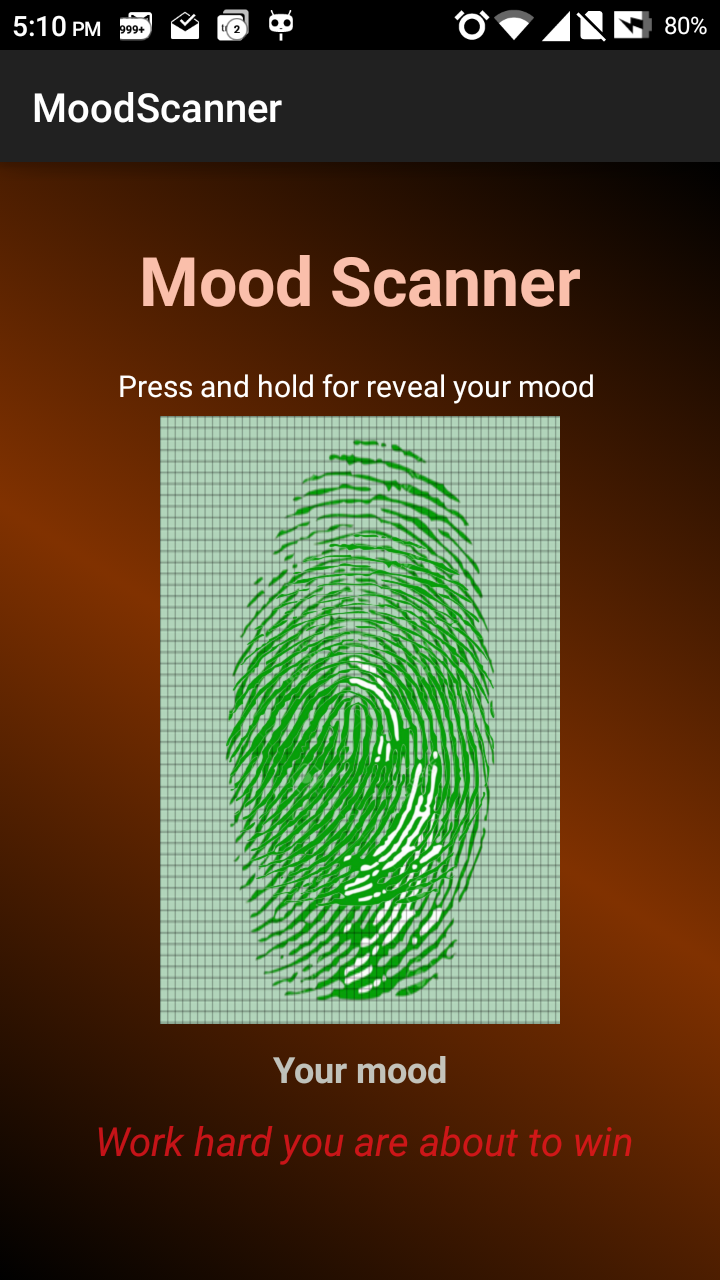 5:10 PM 999+ 2 80%
MoodScanner
Mood Scanner
Press and hold for reveal your mood
Your mood
Work hard you are about to win